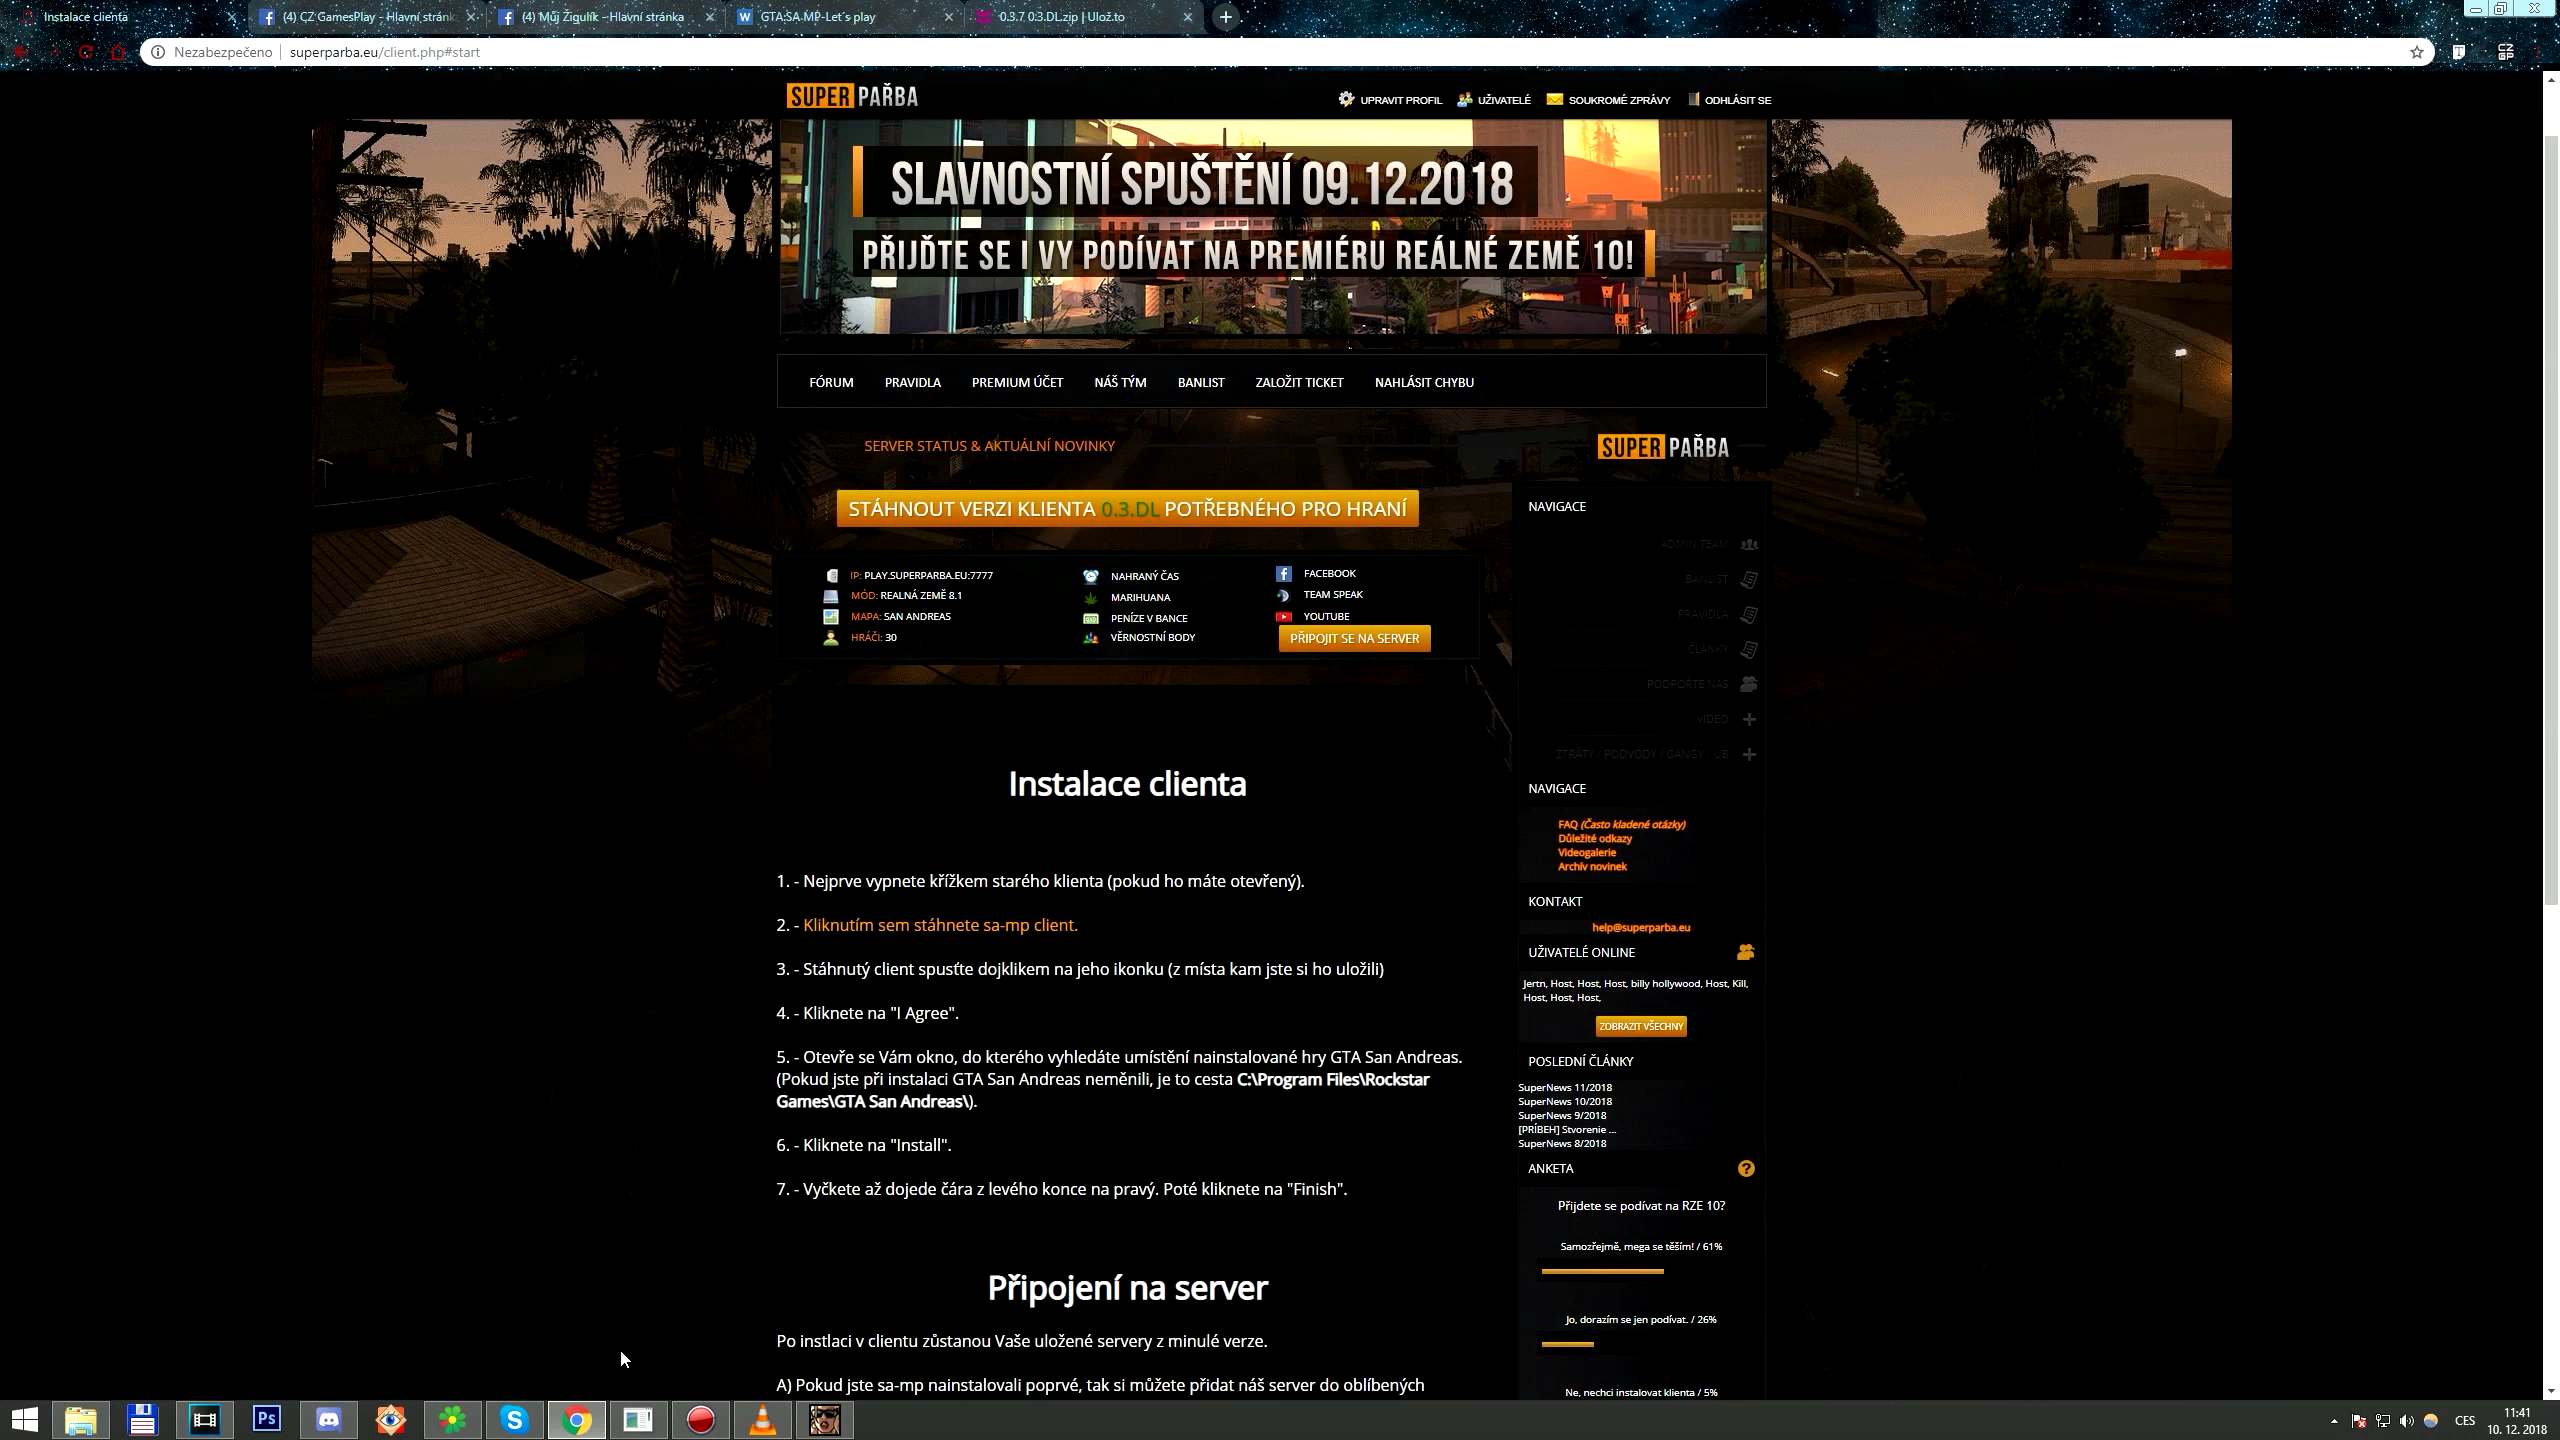 Instalace clienta
(4) CZ GamesPlay - Hlavní stránk
(4) Můj Žigulík - Hlavní stránka
GTA:SA MP-Let´s play
0.3.7 0.3.DL.zip | Ulož.to
Nezabezpečeno
superparba.eu/client.php#start
SUPER PAŘBA
UPRAVIT PROFIL
UŽIVATELÉ
SOUKROMÉ ZPRÁVY
ODHLÁSIT SE
SLAVNOSTNÍ SPUŠTĚNÍ 09.12.2018
PŘIJĎTE SE I VY PODÍVAT NA PREMIÉRU REÁLNÉ ZEMĚ 10!
FÓRUM
PRAVIDLA
PREMIUM ÚČET
NÁŠ TÝM
BANLIST
ZALOŽIT TICKET
NAHLÁSIT CHYBU
SERVER STATUS & AKTUÁLNÍ NOVINKY
STÁHNOUT VERZI KLIENTA 0.3.DL POTŘEBNÉHO PRO HRANÍ
IP: PLAY.SUPERPARBA.EU:7777
MÓD: REALNÁ ZEMĚ 8.1
MAPA: SAN ANDREAS
HRÁČI: 30
NAHRANÝ ČAS
MARIHUANA
PENÍZE V BANCE
VĚRNOSTNÍ BODY
FACEBOOK
TEAM SPEAK
YOUTUBE
PŘIPOJIT SE NA SERVER
Instalace clienta
1. - Nejprve vypnete křížkem starého klienta (pokud ho máte otevřený).
2. - Kliknutím sem stáhnete sa-mp client.
3. - Stáhnutý client spusťte dojklikem na jeho ikonku (z místa kam jste si ho uložili)
4. - Kliknete na "I Agree".
5. - Otevře se Vám okno, do kterého vyhledáte umístění nainstalované hry GTA San Andreas.
(Pokud jste při instalaci GTA San Andreas neměnili, je to cesta C:\Program Files\Rockstar
Games\GTA San Andreas\).
6. - Kliknete na "Install".
7. - Vyčkete až dojede čára z levého konce na pravý. Poté kliknete na "Finish".
Připojení na server
Po instlaci v clientu zůstanou Vaše uložené servery z minulé verze.
A) Pokud jste sa-mp nainstalovali poprvé, tak si můžete přidat náš server do oblíbených
SUPER PAŘBA
NAVIGACE
ADMIN TEAM
BANLIST
PRAVIDLA
ČLÁNKY
PODPOŘTE NÁS
VIDEO
ZTRÁTY / PODVODY / GANGY - UB
NAVIGACE
FAQ (Často kladené otázky)
Důležité odkazy
Videogalerie
Archív novinek
KONTAKT
help@superparba.eu
UŽIVATELÉ ONLINE
Jertn, Host, Host, Host, billy hollywood, Host, Kill,
Host, Host, Host,
ZOBRAZIT VŠECHNY
POSLEDNÍ ČLÁNKY
SuperNews 11/2018
SuperNews 10/2018
SuperNews 9/2018
[PRÍBEH] Stvorenie ...
SuperNews 8/2018
ANKETA
Přijdete se podívat na RZE 10?
Samozřejmě, mega se těším! / 61%
Jo, dorazím se jen podívat. / 26%
Ne, nechci instalovat klienta / 5%
Ps
CES
11:41
10. 12. 2018